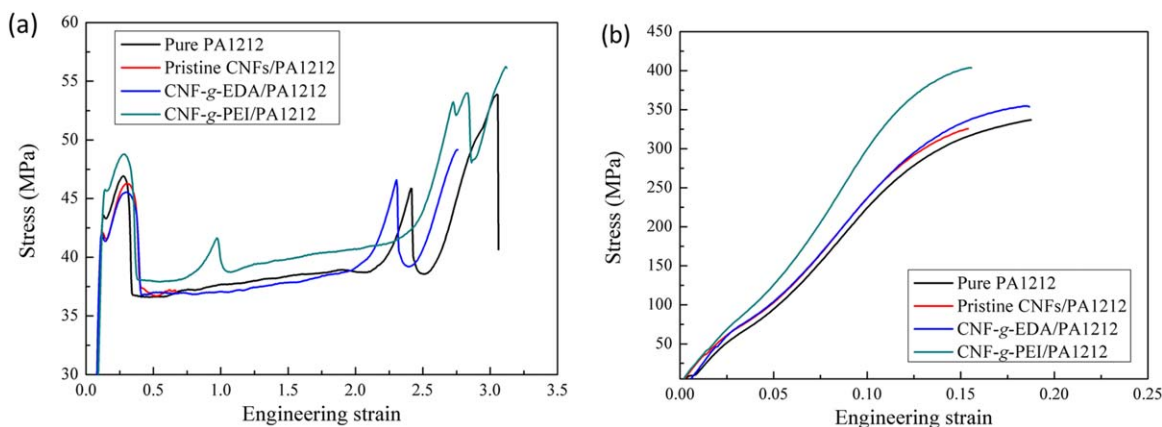 (a)
60
55
50
45
40
35
30
Stress (MPa)
Pure PA1212
Pristine CNFs/PA1212
CNF-g-EDA/PA1212
CNF-g-PEI/PA1212
0.0 0.5 1.0 1.5 2.0 2.5 3.0 3.5
Engineering strain
(b)
450
400
350
300
250
200
150
100
50
Stress (MPa)
Pure PA1212
Pristine CNFs/PA1212
CNF-g-EDA/PA1212
CNF-g-PEI/PA1212
0.00 0.05 0.10 0.15 0.20 0.25
Engineering strain